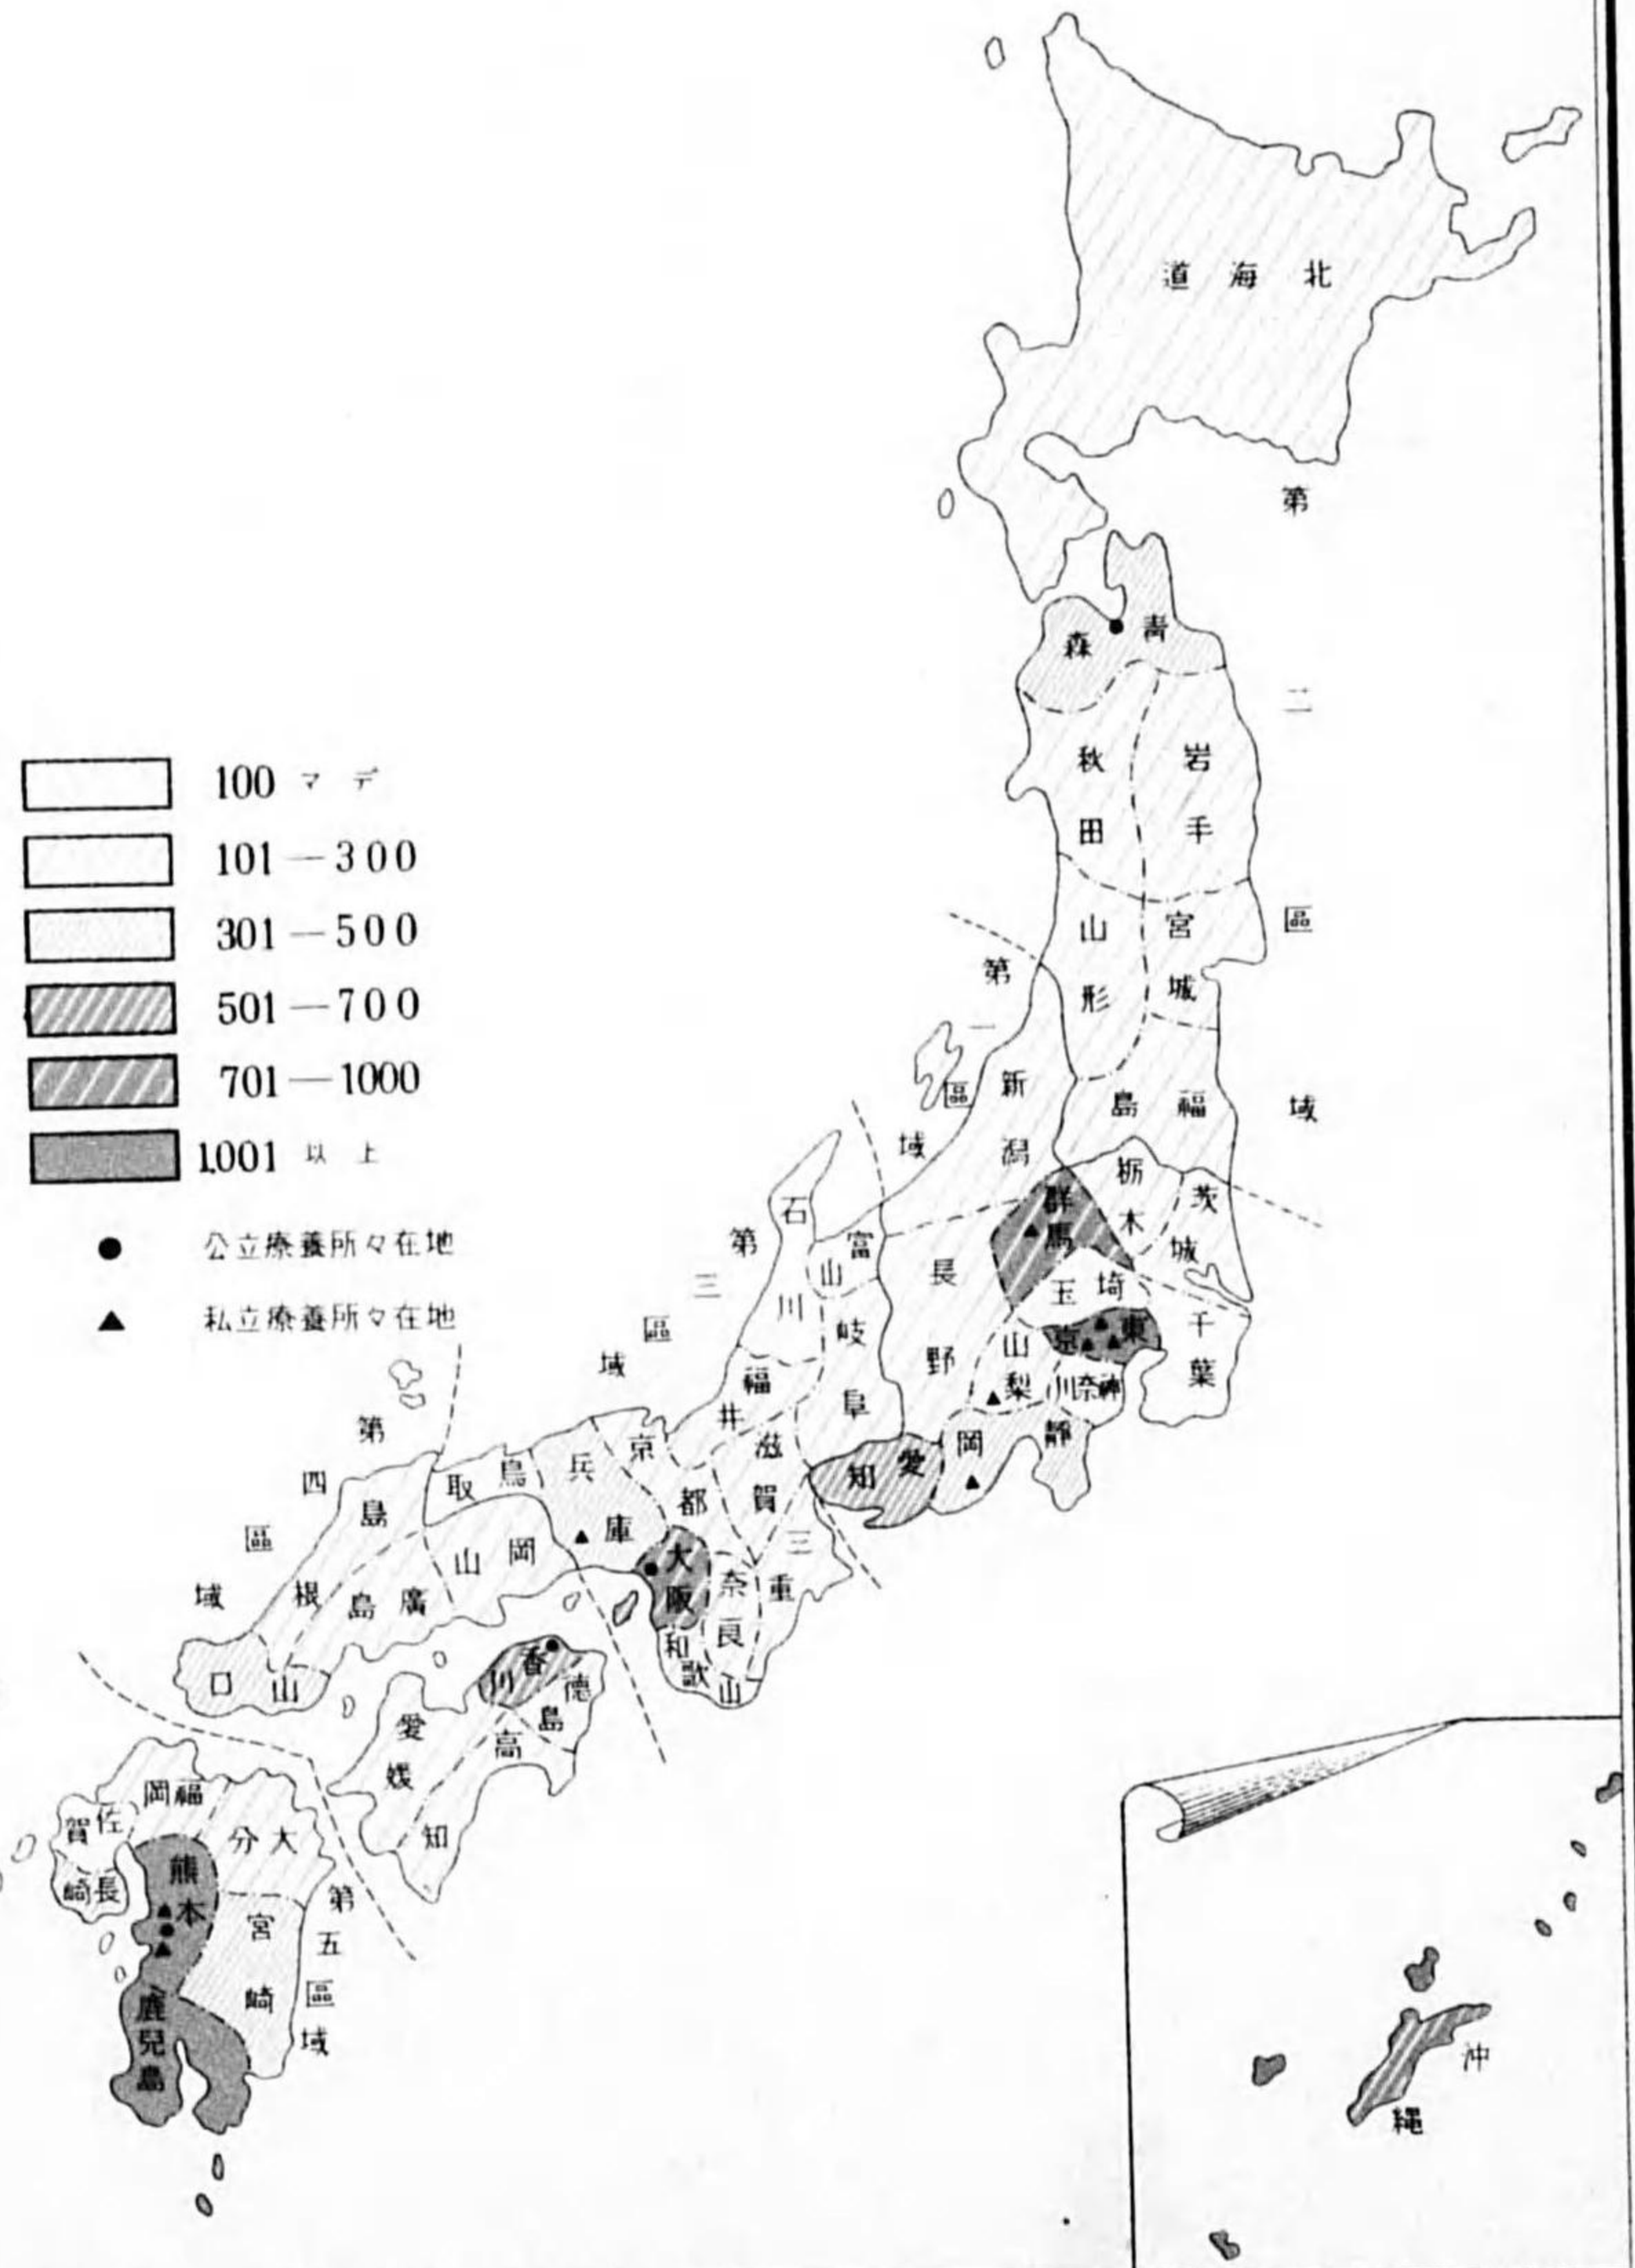 北海道
青森
岩手
秋田
宮城
山形
福島
新潟
栃木
茨城
群馬
埼玉
千葉
東京
神奈川
山梨
長野
静岡
富山
石川
岐阜
福井
愛知
滋賀
三重
京都
大阪
奈良
和歌山
兵庫
鳥取
岡山
島根
廣島
山口
香川
徳島
愛媛
高知
福岡
大分
佐賀
長崎
熊本
宮崎
鹿兒島
沖縄
第一區域
第二區域
第三區域
第四區域
第五區域
100 マデ
101—300
301—500
501—700
701—1000
1,001 以上
● 公立療養所々在地
▲ 私立療養所々在地